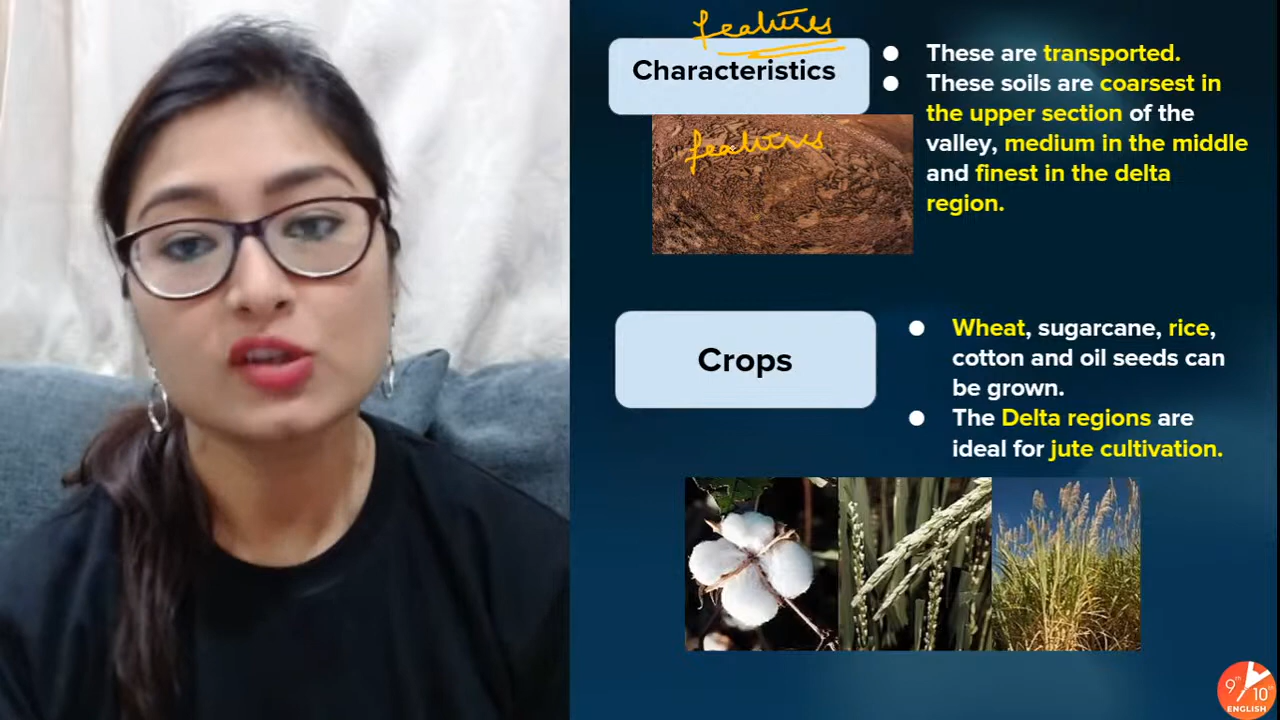 features
Characteristics
features
● These are transported.
● These soils are coarsest in
the upper section of the
valley, medium in the middle
and finest in the delta
region.
Crops
● Wheat, sugarcane, rice,
cotton and oil seeds can
be grown.
● The Delta regions are
ideal for jute cultivation.
9th 10th
ENGLISH